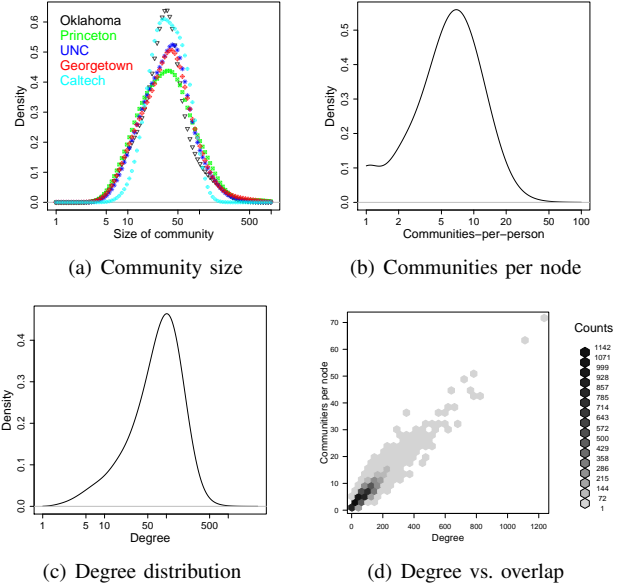 Oklahoma
Princeton
UNC
Georgetown
Caltech
Density
0.0 0.1 0.2 0.3 0.4 0.5 0.6
1 5 10 50 500
Size of community
(a) Community size
Density
0.0 0.1 0.3 0.5
1 2 5 10 20 50 100
Communities−per−person
(b) Communities per node
Density
0.0 0.1 0.2 0.3 0.4
1 5 10 50 500
Degree
(c) Degree distribution
Communitiers per node
0 10 20 30 40 50 60 70
0 200 400 600 800 1000 1200
Degree
Counts
1142
1071
999
928
857
785
714
643
572
500
429
358
286
215
144
72
1
(d) Degree vs. overlap